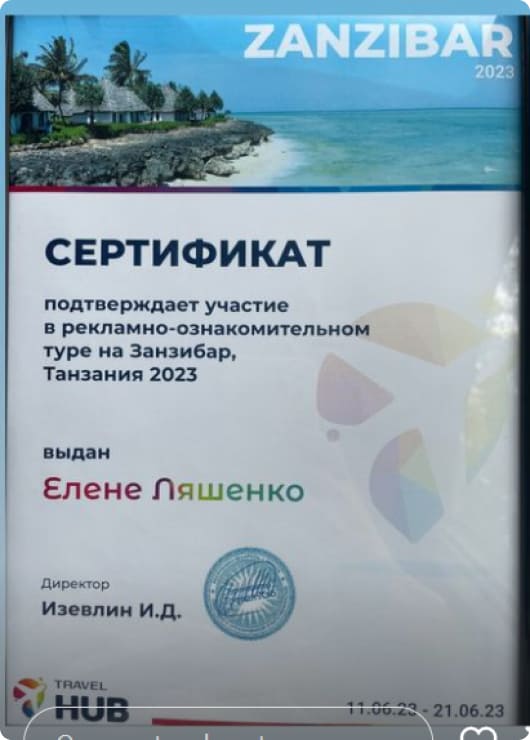 ZANZIBAR
2023
СЕРТИФИКАТ
подтверждает участие
в рекламно-ознакомительном
туре на Занзибар,
Танзания 2023
выдан
Елене Ляшенко
Директор
Изевлин И.Д.
TRAVEL
HUB
11.06.23 - 21.06.23